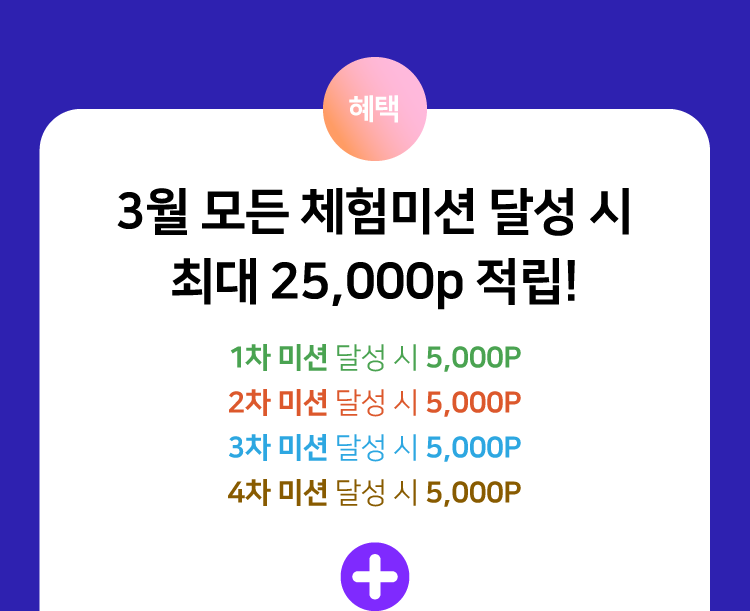 혜택
3월 모든 체험미션 달성 시
최대 25,000p 적립!
1차 미션 달성 시 5,000P
2차 미션 달성 시 5,000P
3차 미션 달성 시 5,000P
4차 미션 달성 시 5,000P